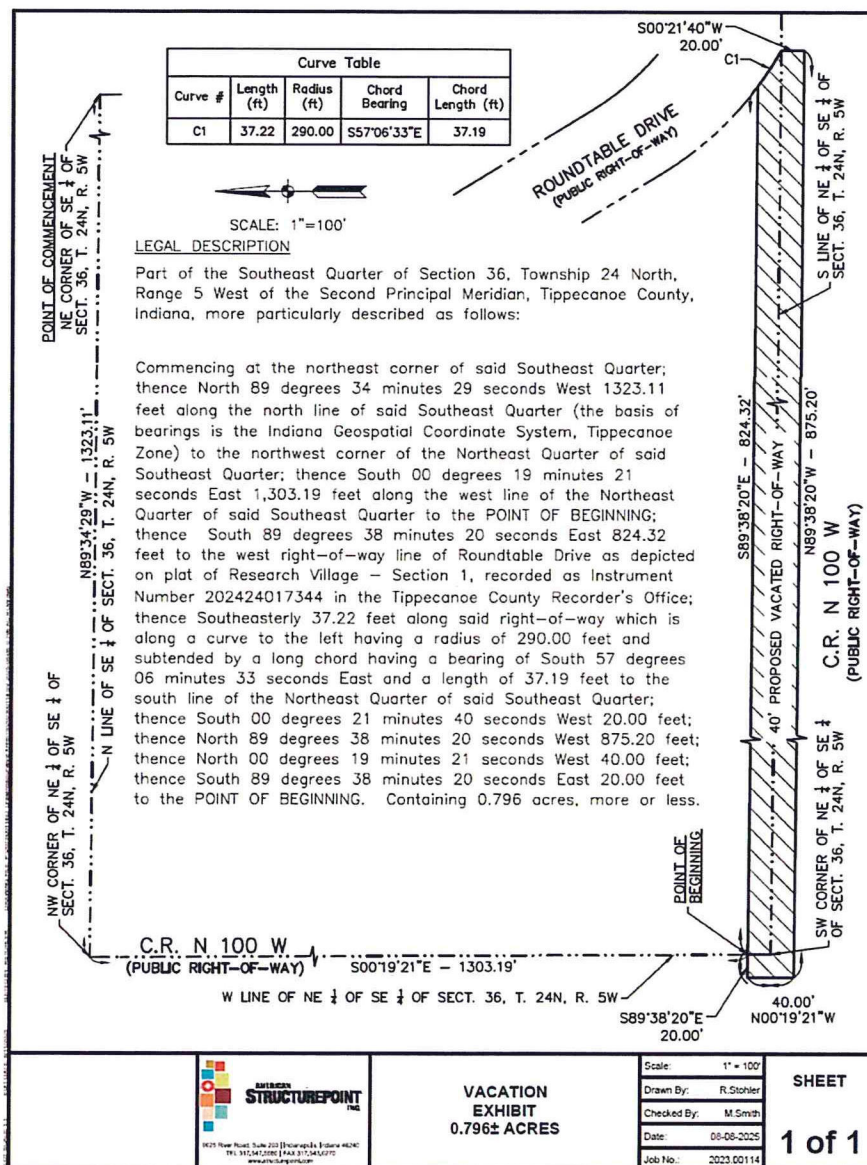 S00°21'40"W
20.00'
C1
Curve Table
Curve # Length (ft) Radius (ft) Chord Bearing Chord Length (ft)
C1 37.22 290.00 S57°06'33"E 37.19
ROUNDTABLE DRIVE
(PUBLIC RIGHT-OF-WAY)
POINT OF COMMENCEMENT
NE CORNER OF SE ¼ OF
SECT. 36, T. 24N, R. 5W
S LINE OF NE ¼ OF SE ¼ OF
SECT. 36, T. 24N, R. 5W
SCALE: 1"=100'
LEGAL DESCRIPTION
Part of the Southeast Quarter of Section 36, Township 24 North,
Range 5 West of the Second Principal Meridian, Tippecanoe County,
Indiana, more particularly described as follows:
Commencing at the northeast corner of said Southeast Quarter;
thence North 89 degrees 34 minutes 29 seconds West 1323.11
feet along the north line of said Southeast Quarter (the basis of
bearings is the Indiana Geospatial Coordinate System, Tippecanoe
Zone) to the northwest corner of the Northeast Quarter of said
Southeast Quarter; thence South 00 degrees 19 minutes 21
seconds East 1,303.19 feet along the west line of the Northeast
Quarter of said Southeast Quarter to the POINT OF BEGINNING;
thence South 89 degrees 38 minutes 20 seconds East 824.32
feet to the west right-of-way line of Roundtable Drive as depicted
on plat of Research Village - Section 1, recorded as Instrument
Number 202424017344 in the Tippecanoe County Recorder's Office;
thence Southeasterly 37.22 feet along said right-of-way which is
along a curve to the left having a radius of 290.00 feet and
subtended by a long chord having a bearing of South 57 degrees
06 minutes 33 seconds East and a length of 37.19 feet to the
south line of the Northeast Quarter of said Southeast Quarter;
thence South 00 degrees 21 minutes 40 seconds West 20.00 feet;
thence North 89 degrees 38 minutes 20 seconds West 875.20 feet;
thence North 00 degrees 19 minutes 21 seconds West 40.00 feet;
thence South 89 degrees 38 minutes 20 seconds East 20.00 feet
to the POINT OF BEGINNING. Containing 0.796 acres, more or less.
N89°34'29"W - 1323.11'
N LINE OF SE ¼ OF SECT. 36, T. 24N, R. 5W
NW CORNER OF NE ¼ OF SE ¼ OF
SECT. 36, T. 24N, R. 5W
S89°38'20"E - 824.32'
40' PROPOSED VACATED RIGHT-OF-WAY
N89°38'20"W - 875.20'
C.R. N 100 W
(PUBLIC RIGHT-OF-WAY)
POINT OF
BEGINNING
SW CORNER OF NE ¼ OF SE ¼
OF SECT. 36, T. 24N, R. 5W
C.R. N 100 W
(PUBLIC RIGHT-OF-WAY)
S00°19'21"E - 1303.19'
W LINE OF NE ¼ OF SE ¼ OF SECT. 36, T. 24N, R. 5W
S89°38'20"E
20.00'
40.00'
N00°19'21"W
AMERICAN
STRUCTUREPOINT
INC.
9025 River Road, Suite 200 | Indianapolis, Indiana 46240
TEL 317.547.5580 | FAX 317.543.0270
www.structurepoint.com
VACATION
EXHIBIT
0.796± ACRES
Scale: 1" = 100'
Drawn By: R.Stohler
Checked By: M.Smith
Date: 08-08-2025
Job No.: 2023.00114
SHEET
1 of 1